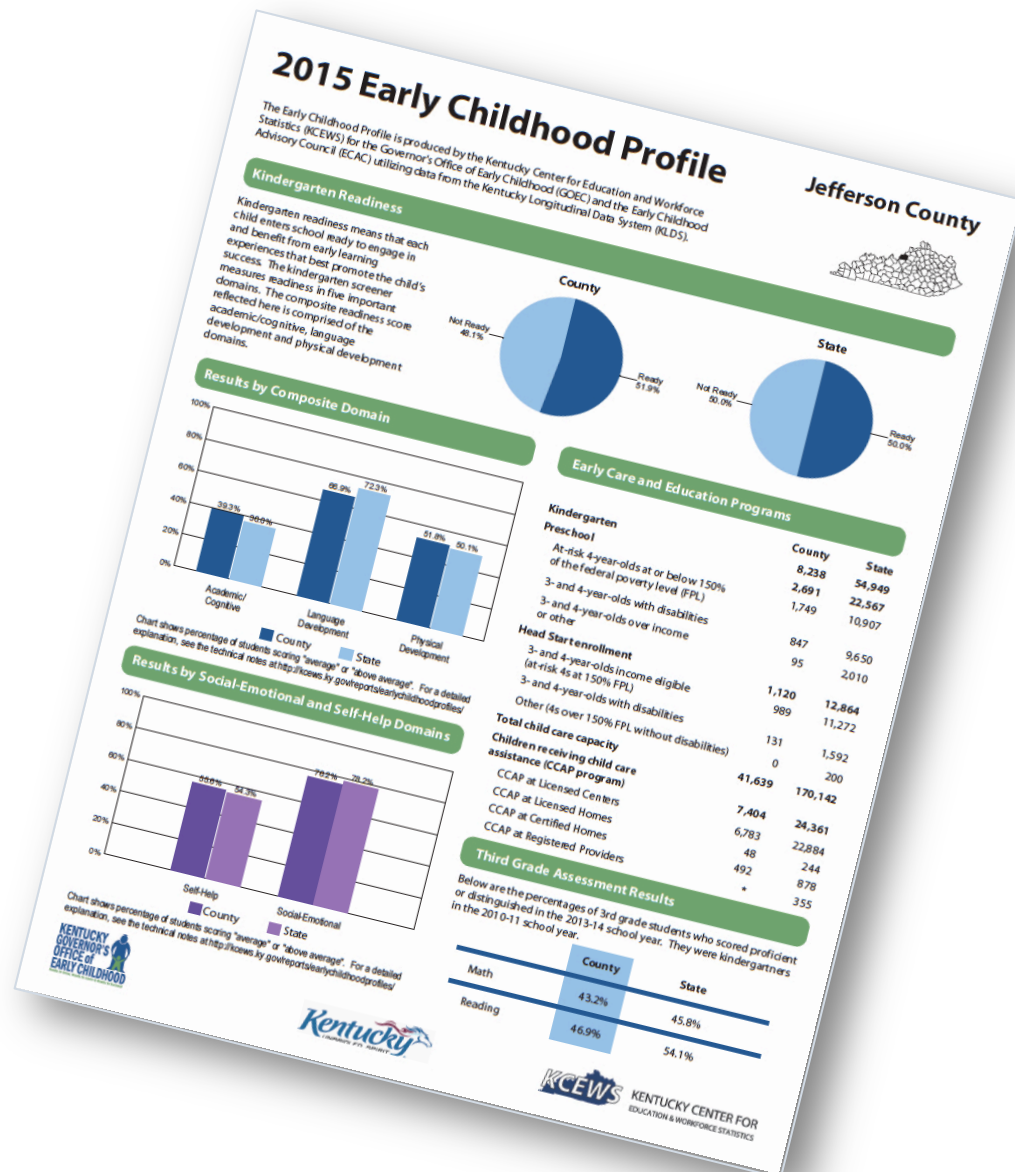 2015 Early Childhood Profile
Jefferson County
The Early Childhood Profile is produced by the Kentucky Center for Education and Workforce
Statistics (KCEWS) for the Governor's Office of Early Childhood (GOEC) and the Early Childhood
Advisory Council (ECAC) utilizing data from the Kentucky Longitudinal Data System (KLDS).
Kindergarten Readiness
Kindergarten readiness means that each
child enters school ready to engage in
and benefit from early learning
experiences that best promote the child's
success. The kindergarten screener
measures readiness in five important
domains. The composite readiness score
reflected here is comprised of the
academic/cognitive, language
development and physical development
domains.
County
Not Ready
48.1%
Ready
51.9%
State
Not Ready
50.0%
Ready
50.0%
Results by Composite Domain
100%
80%
60%
40%
20%
0%
39.3%
66.9%
72.3%
51.8%
50.1%
Academic/
Cognitive
Language
Development
Physical
Development
County
State
Chart shows percentage of students scoring "average" or "above average". For a detailed
explanation, see the technical notes at http://kcews.ky.gov/reports/earlychildhoodprofiles/
Results by Social-Emotional and Self-Help Domains
100%
80%
60%
40%
20%
0%
54.3%
Self-Help
Social-Emotional
County
State
Chart shows percentage of students scoring "average" or "above average". For a detailed
explanation, see the technical notes at http://kcews.ky.gov/reports/earlychildhoodprofiles/
Early Care and Education Programs
County State
Kindergarten 8,238 54,949
Preschool 2,691 22,567
At-risk 4-year-olds at or below 150%
of the federal poverty level (FPL) 1,749 10,907
3- and 4-year-olds with disabilities 847 9,650
3- and 4-year-olds over income
or other 95 2,010
Head Start enrollment 1,120 12,864
3- and 4-year-olds income eligible
(at-risk 4s at 150% FPL) 989 11,272
3- and 4-year-olds with disabilities 131 1,592
Other (4s over 150% FPL without disabilities) 0 200
Total child care capacity 41,639 170,142
Children receiving child care
assistance (CCAP program) 7,404 24,361
CCAP at Licensed Centers 6,783 22,884
CCAP at Licensed Homes 48 244
CCAP at Certified Homes 492 878
CCAP at Registered Providers * 355
Third Grade Assessment Results
Below are the percentages of 3rd grade students who scored proficient
or distinguished in the 2013-14 school year. They were kindergartners
in the 2010-11 school year.
County State
Math 43.2% 45.8%
Reading 46.9% 54.1%
KENTUCKY
GOVERNOR'S
OFFICE of
EARLY CHILDHOOD
Kentucky
UNBRIDLED SPIRIT
KCEWS
KENTUCKY CENTER FOR
EDUCATION & WORKFORCE STATISTICS